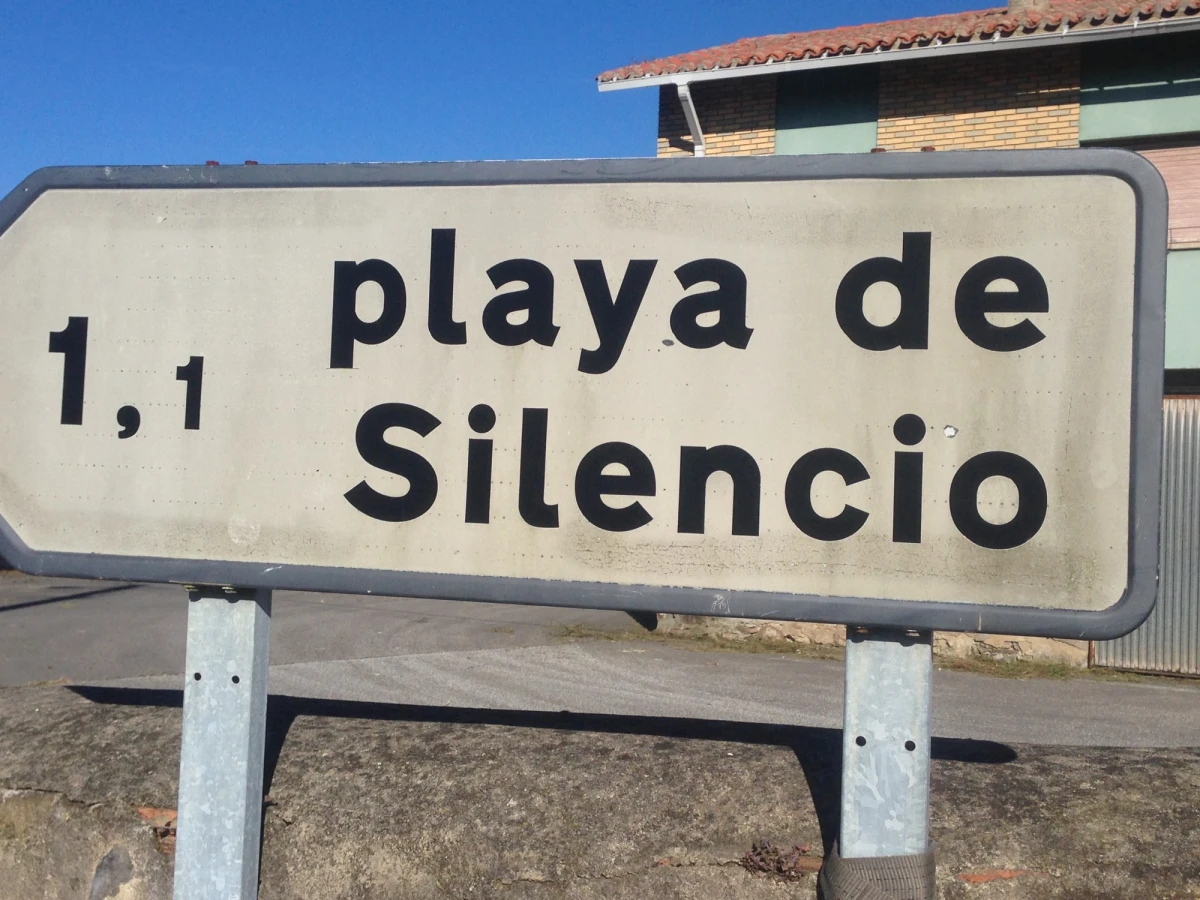 1,1
playa de
Silencio